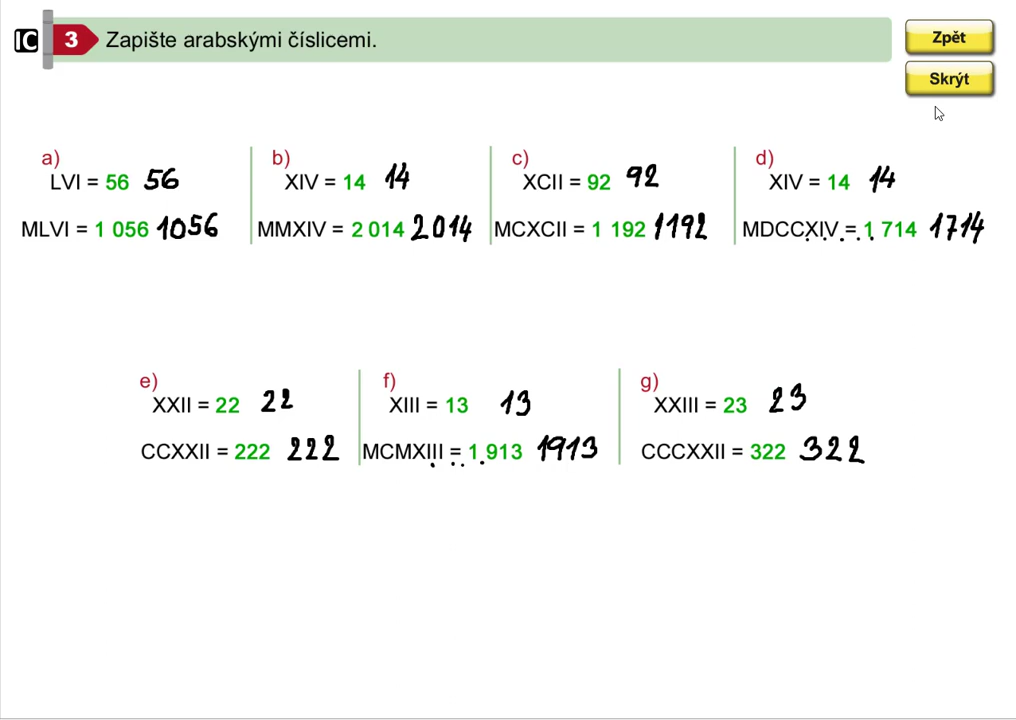 IC 3 Zapište arabskými číslicemi.
Zpět
Skrýt
a)
LVI = 56 56
MLVI = 1 056 1056
b)
XIV = 14 14
MMXIV = 2 014 2014
c)
XCII = 92 92
MCXCII = 1 192 1192
d)
XIV = 14 14
MDCCXIV = 1 714 1714
e)
XXII = 22 22
CCXXII = 222 222
f)
XIII = 13 13
MCMXIII = 1 913 1913
g)
XXIII = 23 23
CCCXXII = 322 322